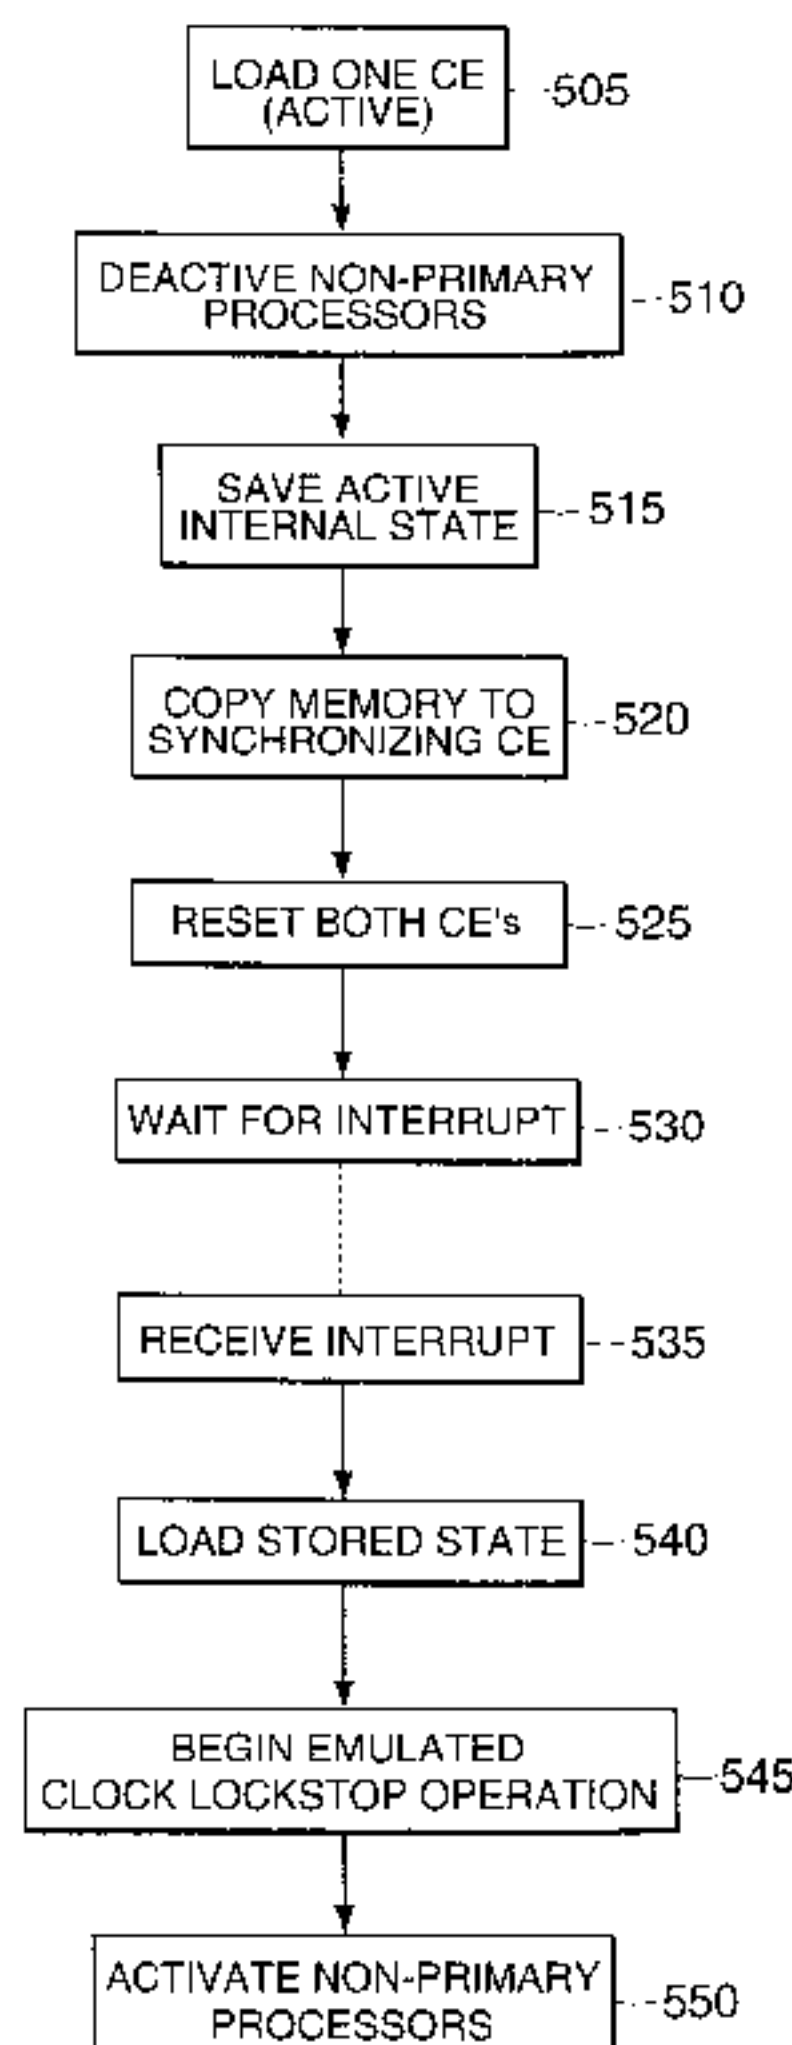 LOAD ONE CE
(ACTIVE)
505
DEACTIVE NON-PRIMARY
PROCESSORS
510
SAVE ACTIVE
INTERNAL STATE
515
COPY MEMORY TO
SYNCHRONIZING CE
520
RESET BOTH CE's
525
WAIT FOR INTERRUPT
530
RECEIVE INTERRUPT
535
LOAD STORED STATE
540
BEGIN EMULATED
CLOCK LOCKSTOP OPERATION
545
ACTIVATE NON-PRIMARY
PROCESSORS
550